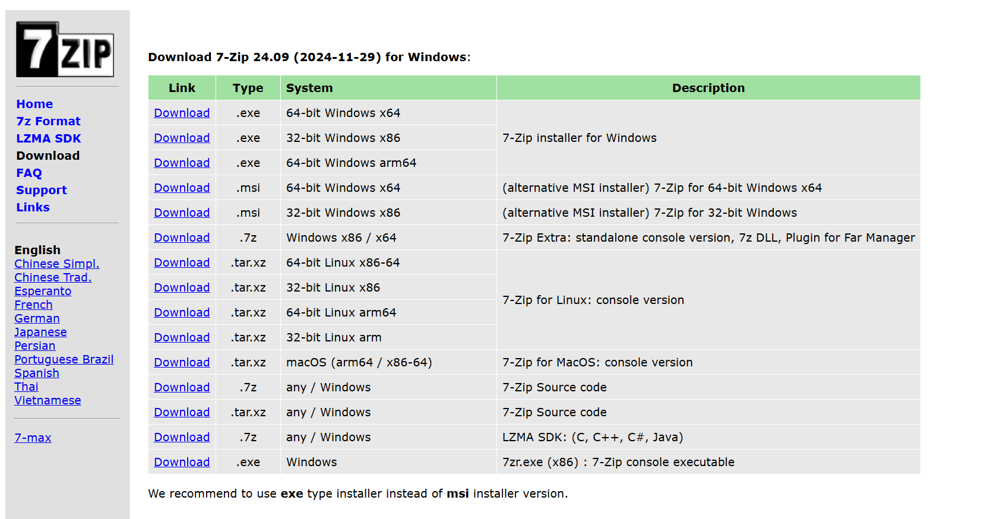 7ZIP
Home
7z Format
LZMA SDK
Download
FAQ
Support
Links
English
Chinese Simpl.
Chinese Trad.
Esperanto
French
German
Japanese
Persian
Portuguese Brazil
Spanish
Thai
Vietnamese
7-max
Download 7-Zip 24.09 (2024-11-29) for Windows:
Link Type System Description
Download .exe 64-bit Windows x64
Download .exe 32-bit Windows x86 7-Zip installer for Windows
Download .exe 64-bit Windows arm64
Download .msi 64-bit Windows x64 (alternative MSI installer) 7-Zip for 64-bit Windows x64
Download .msi 32-bit Windows x86 (alternative MSI installer) 7-Zip for 32-bit Windows
Download .7z Windows x86 / x64 7-Zip Extra: standalone console version, 7z DLL, Plugin for Far Manager
Download .tar.xz 64-bit Linux x86-64
Download .tar.xz 32-bit Linux x86
7-Zip for Linux: console version
Download .tar.xz 64-bit Linux arm64
Download .tar.xz 32-bit Linux arm
Download .tar.xz macOS (arm64 / x86-64) 7-Zip for MacOS: console version
Download .7z any / Windows 7-Zip Source code
Download .tar.xz any / Windows 7-Zip Source code
Download .7z any / Windows LZMA SDK: (C, C++, C#, Java)
Download .exe Windows 7zr.exe (x86) : 7-Zip console executable
We recommend to use exe type installer instead of msi installer version.